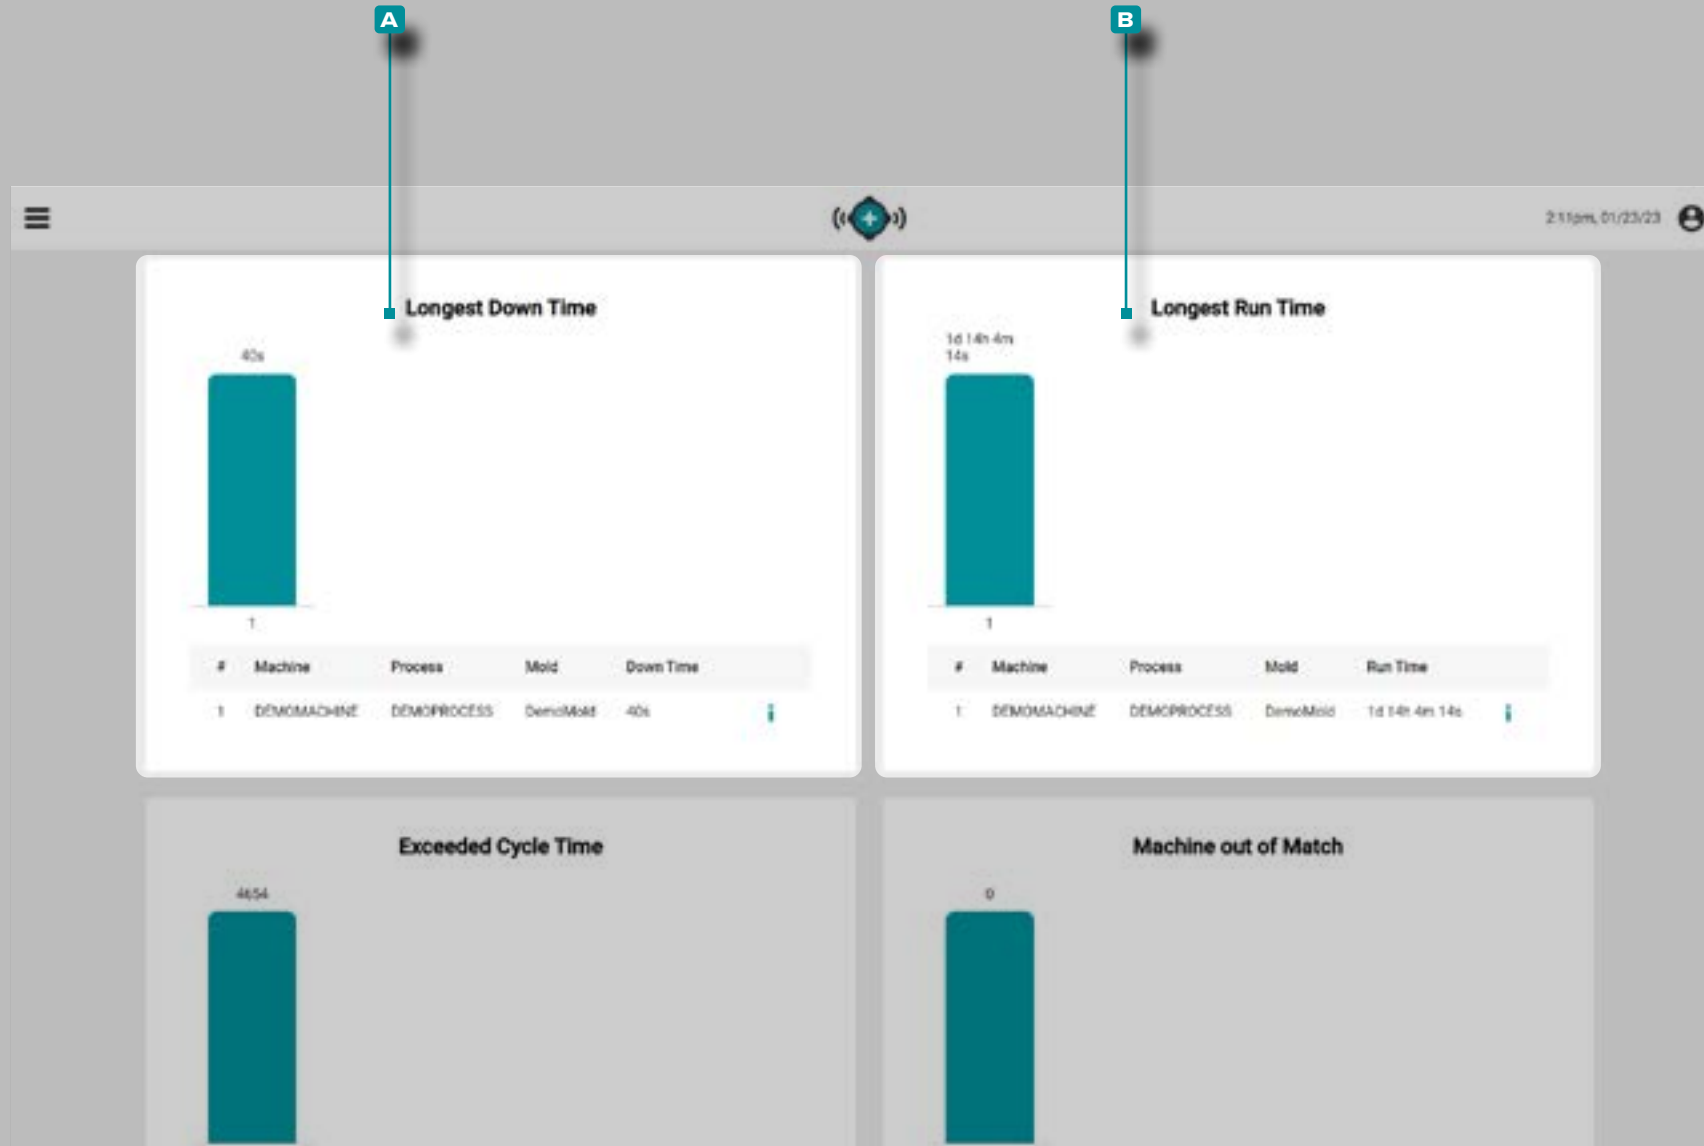 A
B
2:11pm, 01/23/23
Longest Down Time
40s
1
# Machine Process Mold Down Time
1 DEMOMACHINE DEMOPROCESS DemoMold 40s
Longest Run Time
1d 14h 4m
14s
1
# Machine Process Mold Run Time
1 DEMOMACHINE DEMOPROCESS DemoMold 1d 14h 4m 14s
Exceeded Cycle Time
4654
Machine out of Match
0